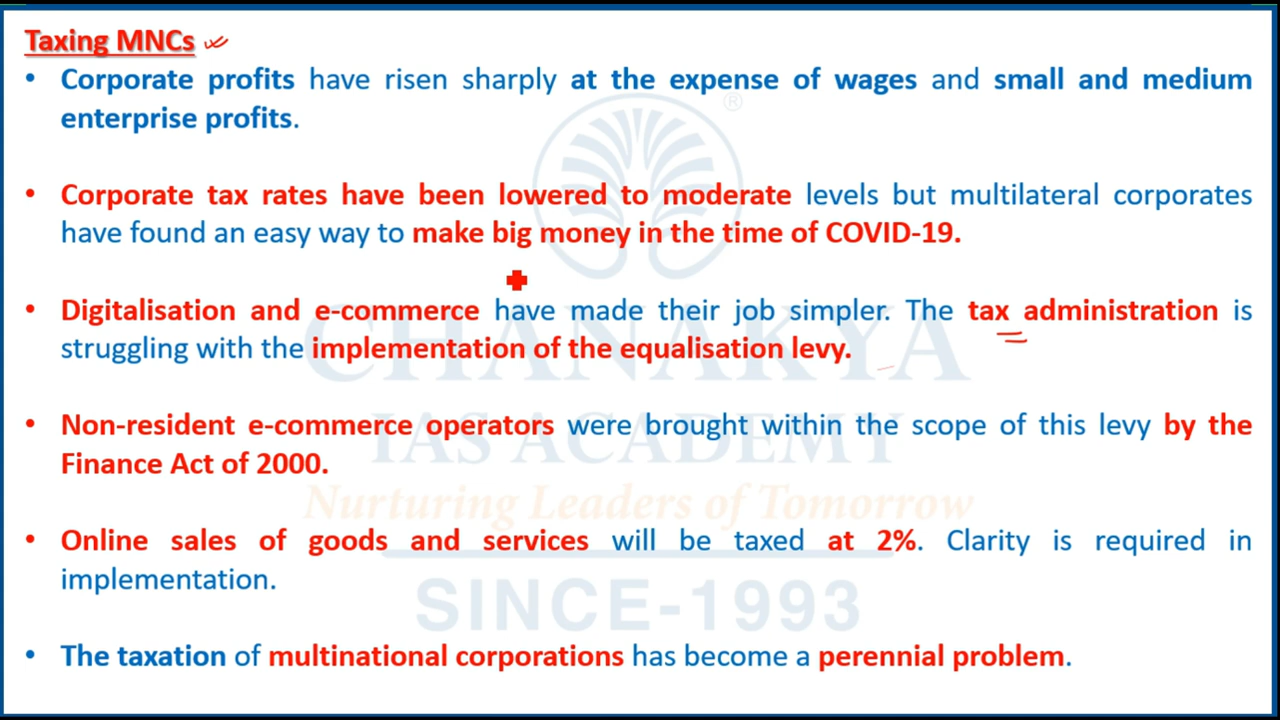 Taxing MNCs
• Corporate profits have risen sharply at the expense of wages and small and medium
enterprise profits.
• Corporate tax rates have been lowered to moderate levels but multilateral corporates
have found an easy way to make big money in the time of COVID-19.
• Digitalisation and e-commerce have made their job simpler. The tax administration is
struggling with the implementation of the equalisation levy.
• Non-resident e-commerce operators were brought within the scope of this levy by the
Finance Act of 2000.
• Online sales of goods and services will be taxed at 2%. Clarity is required in
implementation.
• The taxation of multinational corporations has become a perennial problem.
®
CHANAKYA
IAS ACADEMY
Nurturing Leaders of Tomorrow
SINCE-1993